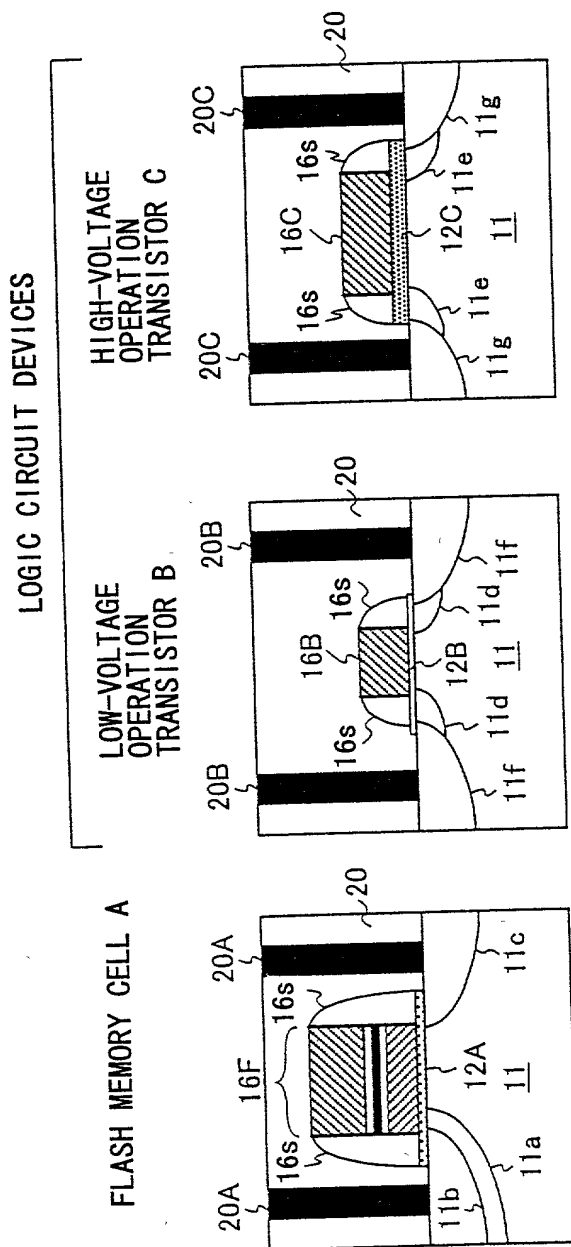 LOGIC CIRCUIT DEVICES
FLASH MEMORY CELL A
LOW-VOLTAGE
OPERATION
TRANSISTOR B
HIGH-VOLTAGE
OPERATION
TRANSISTOR C
20A
16F
16s
16s
20A
20
11b
11a
12A
11
11c
20B
16s
16B
16s
20B
20
11f
11d
12B
11
11d
11f
20C
16s
16C
16s
20C
20
11g
11e
12C
11
11e
11g